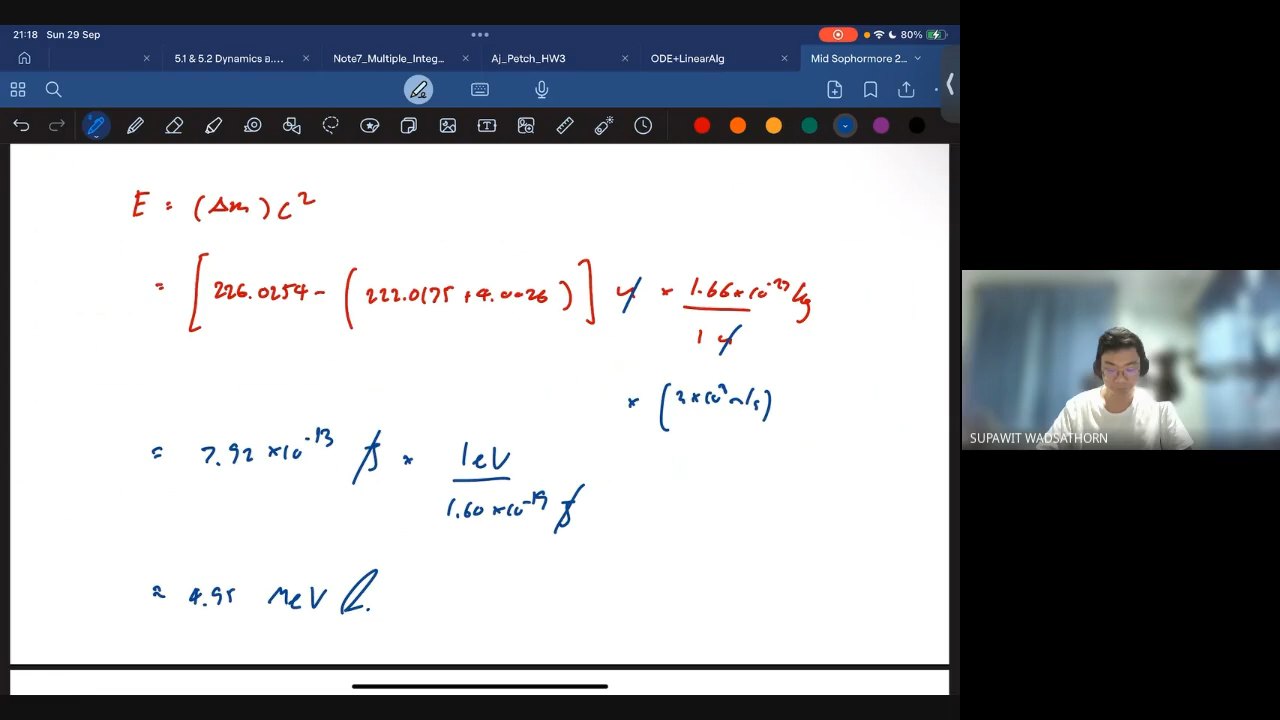 21:18 Sun 29 Sep
80%
5.1 & 5.2 Dynamics a....
Note7_Multiple_Integ...
Aj_Petch_HW3
ODE+LinearAlg
Mid Sophormore 2...
E = (Δm) c²
= [226.0254 - (222.0175 + 4.0026)] u × 1.66 × 10⁻²⁷ kg
1 u
× (3 × 10⁸ m/s)
= 7.92 × 10⁻¹³ J × 1 eV
1.60 × 10⁻¹⁹ J
≈ 4.95 MeV
SUPAWIT WADSATHORN